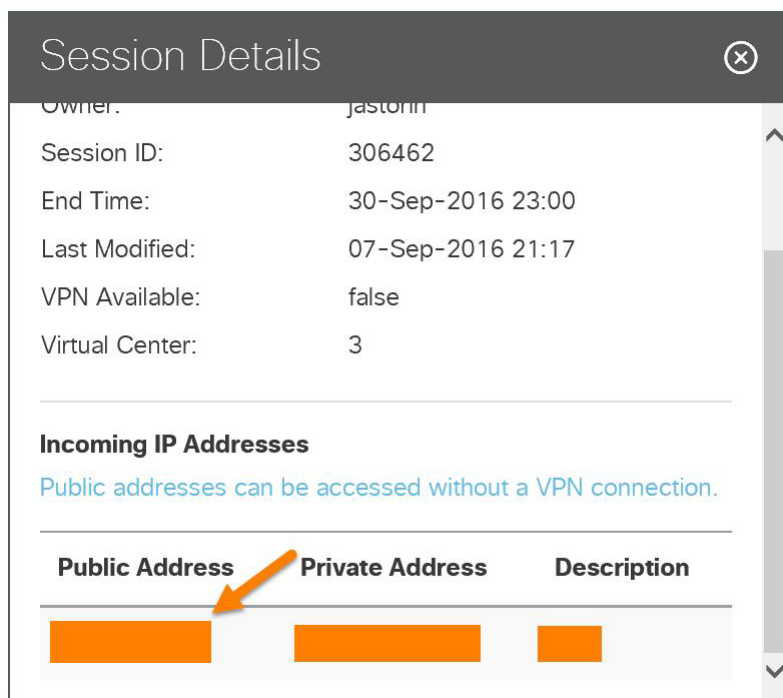 Session Details
Owner: jastorin
Session ID: 306462
End Time: 30-Sep-2016 23:00
Last Modified: 07-Sep-2016 21:17
VPN Available: false
Virtual Center: 3
Incoming IP Addresses
Public addresses can be accessed without a VPN connection.
Public Address Private Address Description